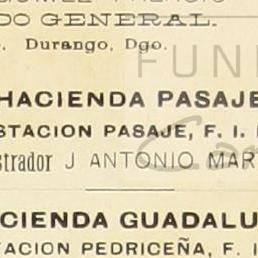 DO GENERAL.
Durango, Dgo.
FUN
HACIENDA PASAJE
STACION PASAJE, F. I.
strador J ANTONIO MAR
CIENDA GUADALU
TACION PEDRICEÑA, F. I